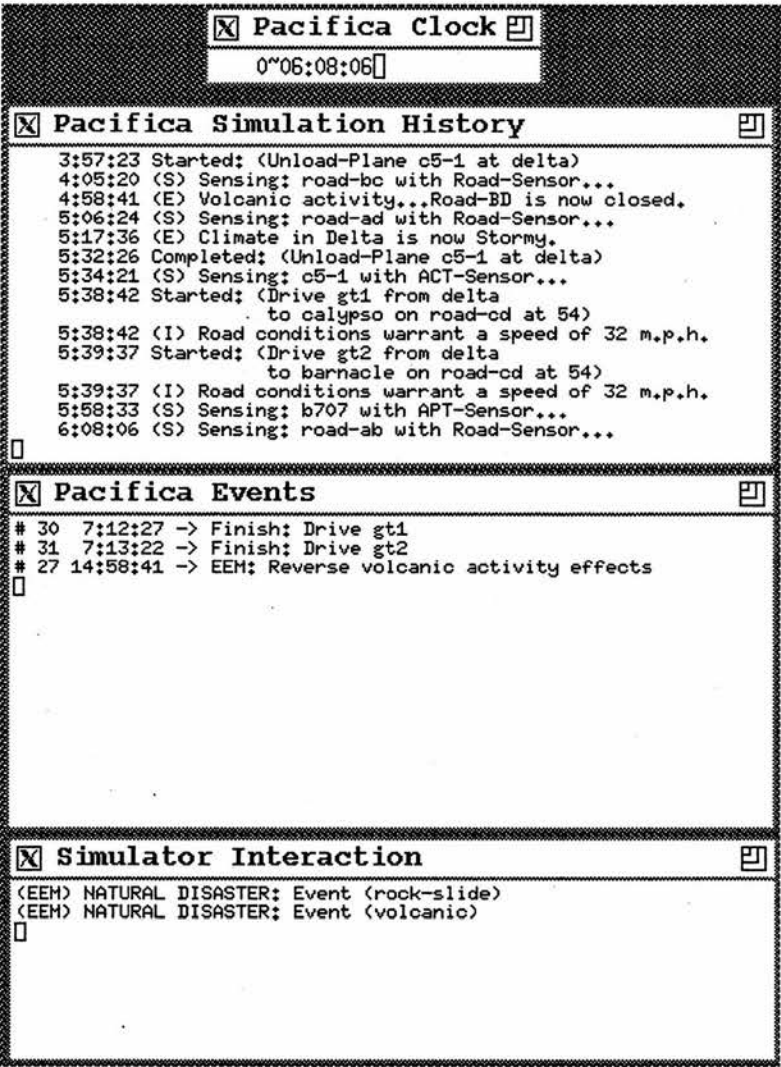 Pacifica Clock
0~06:08:06
Pacifica Simulation History
3:57:23 Started: (Unload-Plane c5-1 at delta)
4:05:20 (S) Sensing: road-bc with Road-Sensor...
4:58:41 (E) Volcanic activity...Road-BD is now closed.
5:06:24 (S) Sensing: road-ad with Road-Sensor...
5:17:36 (E) Climate in Delta is now Stormy.
5:32:26 Completed: (Unload-Plane c5-1 at delta)
5:34:21 (S) Sensing: c5-1 with ACT-Sensor...
5:38:42 Started: (Drive gt1 from delta
to calypso on road-cd at 54)
5:38:42 (I) Road conditions warrant a speed of 32 m.p.h.
5:39:37 Started: (Drive gt2 from delta
to barnacle on road-cd at 54)
5:39:37 (I) Road conditions warrant a speed of 32 m.p.h.
5:58:33 (S) Sensing: b707 with APT-Sensor...
6:08:06 (S) Sensing: road-ab with Road-Sensor...
Pacifica Events
# 30 7:12:27 -> Finish: Drive gt1
# 31 7:13:22 -> Finish: Drive gt2
# 27 14:58:41 -> EEM: Reverse volcanic activity effects
Simulator Interaction
(EEM) NATURAL DISASTER: Event (rock-slide)
(EEM) NATURAL DISASTER: Event (volcanic)